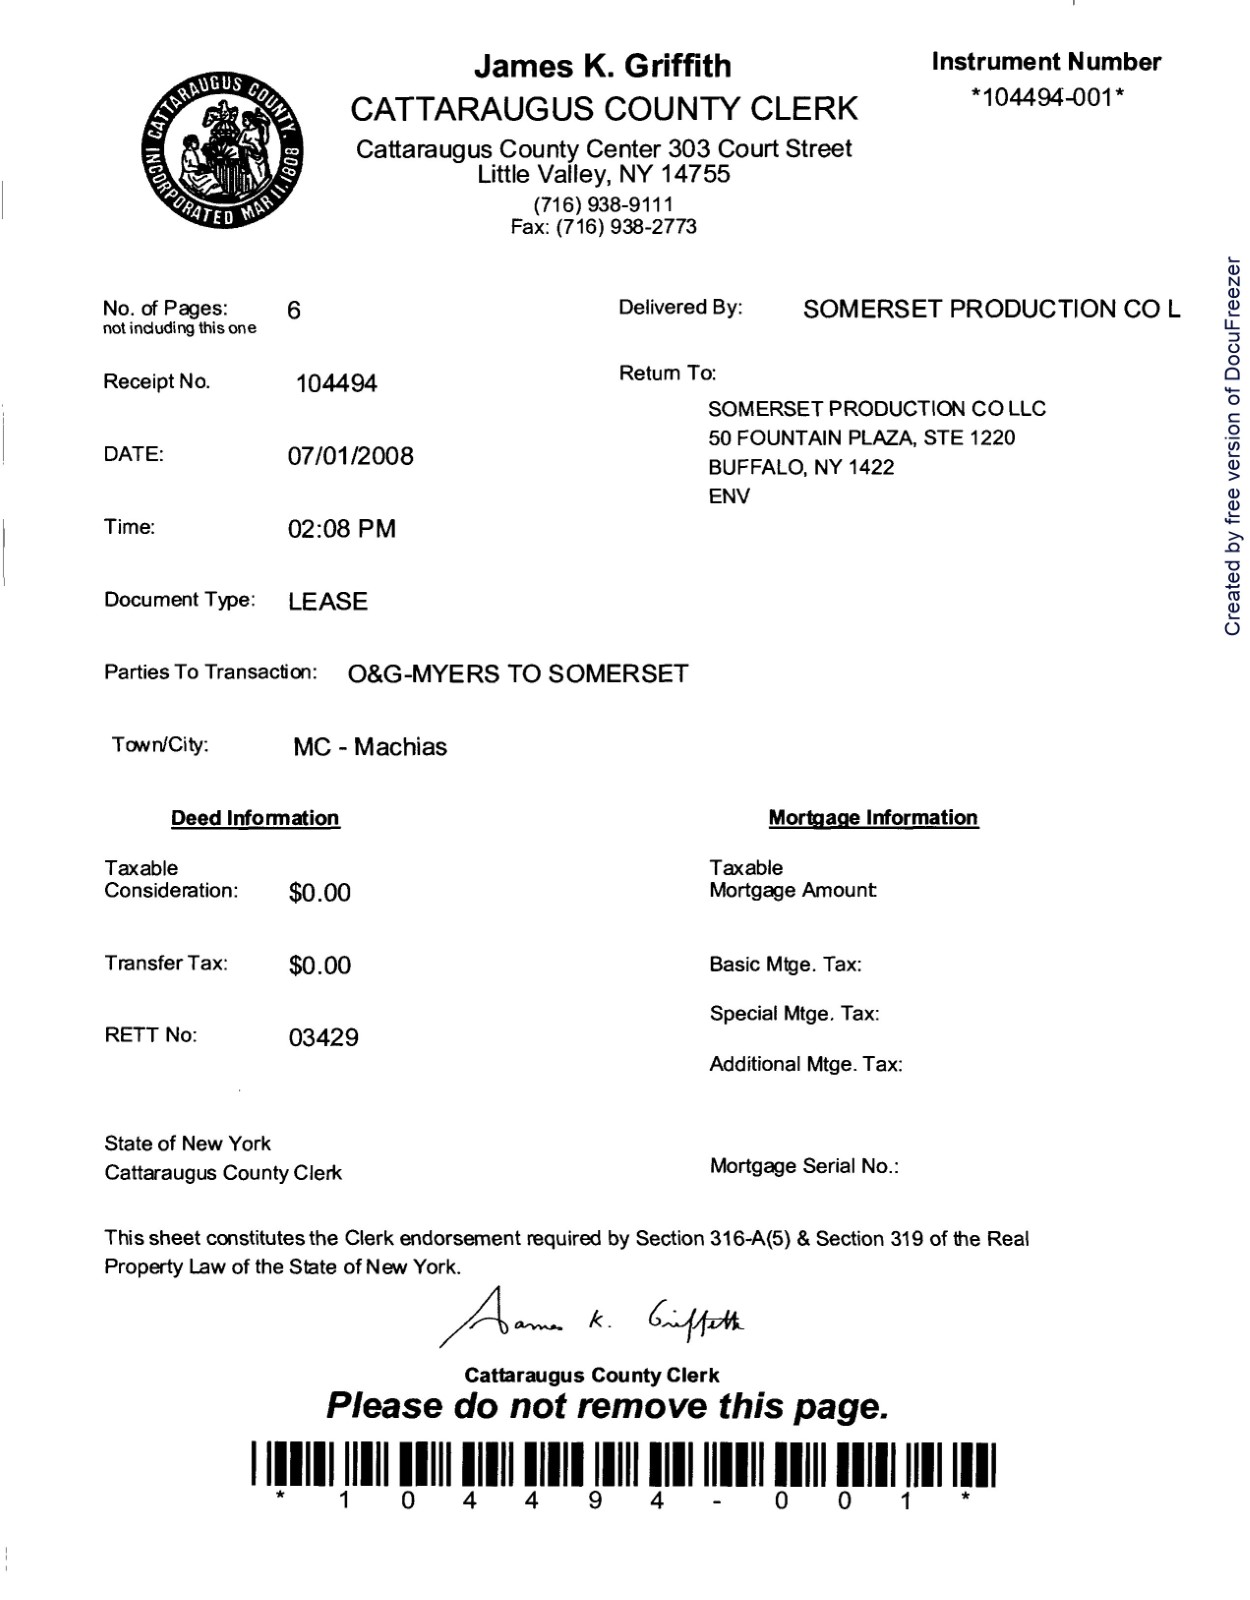 James K. Griffith
CATTARAUGUS COUNTY CLERK
Cattaraugus County Center 303 Court Street
Little Valley, NY 14755
(716) 938-9111
Fax: (716) 938-2773
Instrument Number
*104494-001*
CATTARAUGUS COUNTY.
INCORPORATED MAR 11.1808
No. of Pages: 6
not including this one
Delivered By: SOMERSET PRODUCTION CO L
Receipt No. 104494
Return To:
SOMERSET PRODUCTION CO LLC
50 FOUNTAIN PLAZA, STE 1220
BUFFALO, NY 1422
ENV
DATE: 07/01/2008
Time: 02:08 PM
Document Type: LEASE
Parties To Transaction: O&G-MYERS TO SOMERSET
Town/City: MC - Machias
Deed Information
Taxable
Consideration: $0.00
Transfer Tax: $0.00
RETT No: 03429
Mortgage Information
Taxable
Mortgage Amount
Basic Mtge. Tax:
Special Mtge. Tax:
Additional Mtge. Tax:
Mortgage Serial No.:
State of New York
Cattaraugus County Clerk
This sheet constitutes the Clerk endorsement required by Section 316-A(5) & Section 319 of the Real
Property Law of the State of New York.
James K. Griffith
Cattaraugus County Clerk
Please do not remove this page.
* 1 0 4 4 9 4 - 0 0 1 *
Created by free version of DocuFreezer